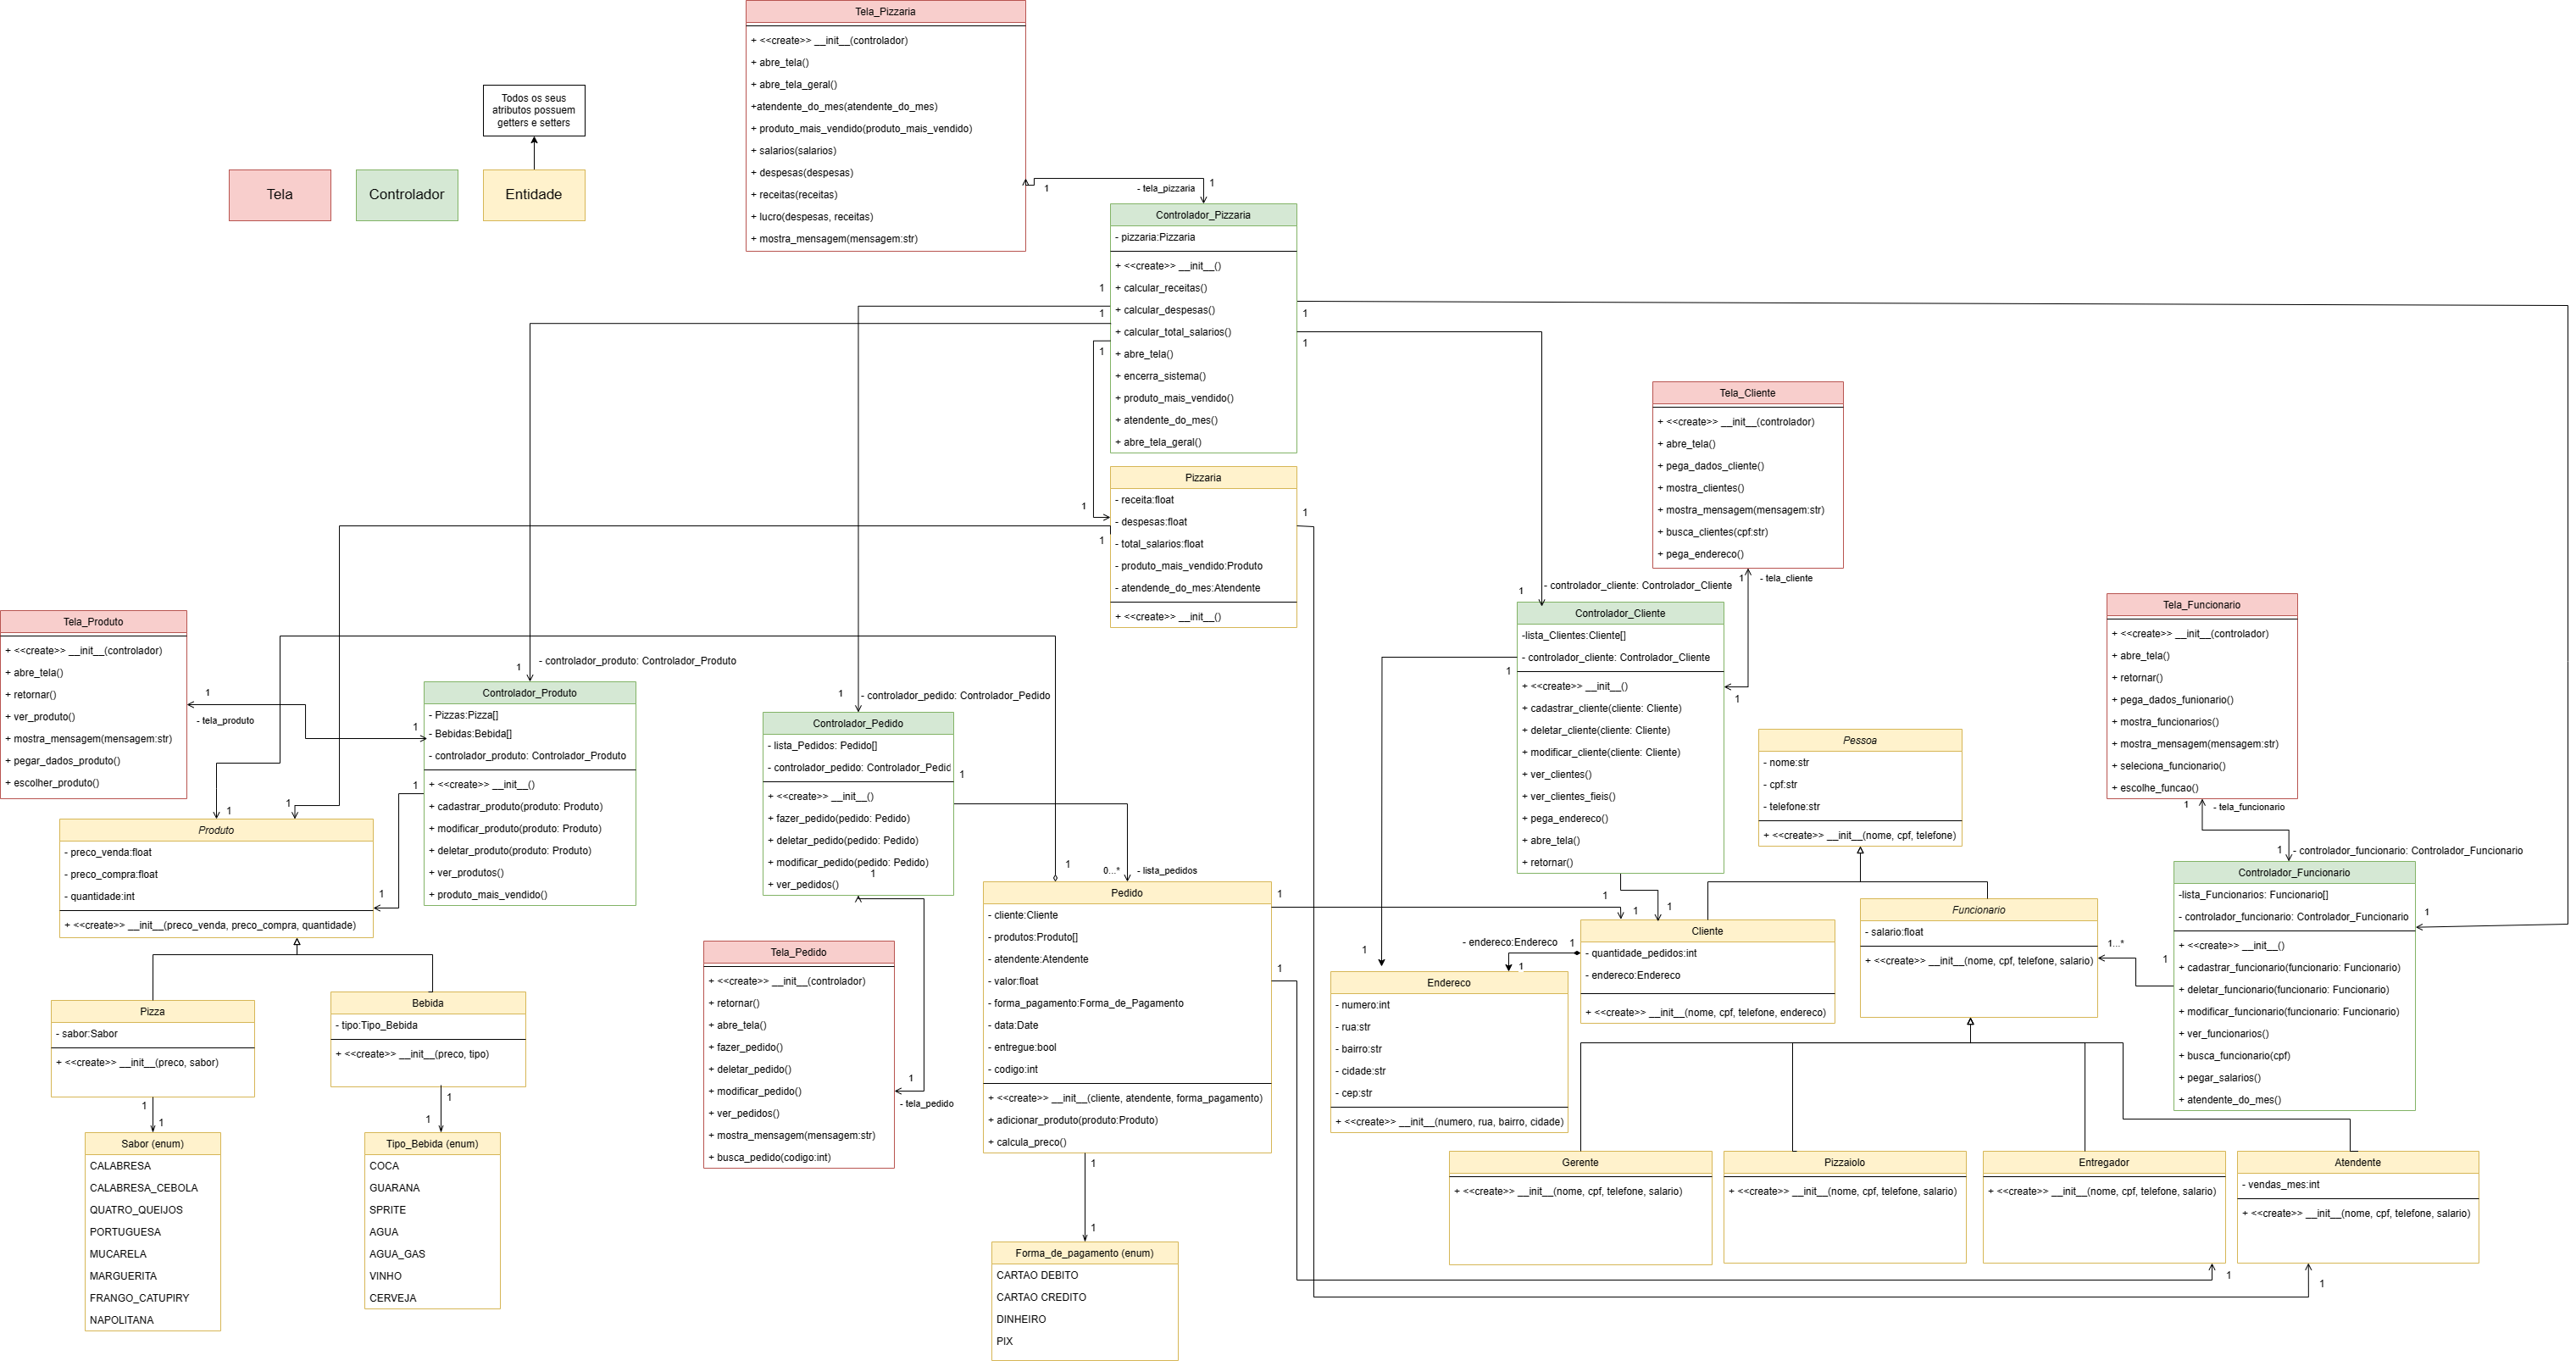 Tela_Pizzaria
+ <<create>> __init__(controlador)
+ abre_tela()
+ abre_tela_geral()
+atendente_do_mes(atendente_do_mes)
+ produto_mais_vendido(produto_mais_vendido)
+ salarios(salarios)
+ despesas(despesas)
+ receitas(receitas)
+ lucro(despesas, receitas)
+ mostra_mensagem(mensagem:str)
Todos os seus
atributos possuem
getters e setters
Tela
Controlador
Entidade
1
- tela_pizzaria
1
Controlador_Pizzaria
- pizzaria:Pizzaria
+ <<create>> __init__()
+ calcular_receitas()
+ calcular_despesas()
+ calcular_total_salarios()
+ abre_tela()
+ encerra_sistema()
+ produto_mais_vendido()
+ atendente_do_mes()
+ abre_tela_geral()
1
1
1
1
1
Pizzaria
- receita:float
- despesas:float
- total_salarios:float
- produto_mais_vendido:Produto
- atendende_do_mes:Atendente
+ <<create>> __init__()
1
1
1
Tela_Cliente
+ <<create>> __init__(controlador)
+ abre_tela()
+ pega_dados_cliente()
+ mostra_clientes()
+ mostra_mensagem(mensagem:str)
+ busca_clientes(cpf:str)
+ pega_endereco()
1
- tela_cliente
1
- controlador_cliente: Controlador_Cliente
Controlador_Cliente
-lista_Clientes:Cliente[]
- controlador_cliente: Controlador_Cliente
+ <<create>> __init__()
+ cadastrar_cliente(cliente: Cliente)
+ deletar_cliente(cliente: Cliente)
+ modificar_cliente(cliente: Cliente)
+ ver_clientes()
+ ver_clientes_fieis()
+ pega_endereco()
+ abre_tela()
+ retornar()
1
1
Tela_Funcionario
+ <<create>> __init__(controlador)
+ abre_tela()
+ retornar()
+ pega_dados_funionario()
+ mostra_funcionarios()
+ mostra_mensagem(mensagem:str)
+ seleciona_funcionario()
+ escolhe_funcao()
1
- tela_funcionario
1
- controlador_funcionario: Controlador_Funcionario
Tela_Produto
+ <<create>> __init__(controlador)
+ abre_tela()
+ retornar()
+ ver_produto()
+ mostra_mensagem(mensagem:str)
+ pegar_dados_produto()
+ escolher_produto()
1
- tela_produto
1
1
- controlador_produto: Controlador_Produto
Controlador_Produto
- Pizzas:Pizza[]
- Bebidas:Bebida[]
- controlador_produto: Controlador_Produto
+ <<create>> __init__()
+ cadastrar_produto(produto: Produto)
+ modificar_produto(produto: Produto)
+ deletar_produto(produto: Produto)
+ ver_produtos()
+ produto_mais_vendido()
1
1
1
- controlador_pedido: Controlador_Pedido
Controlador_Pedido
- lista_Pedidos: Pedido[]
- controlador_pedido: Controlador_Pedid
+ <<create>> __init__()
+ fazer_pedido(pedido: Pedido)
+ deletar_pedido(pedido: Pedido)
+ modificar_pedido(pedido: Pedido)
1
+ ver_pedidos()
1
1
0...*
- lista_pedidos
Pessoa
- nome:str
- cpf:str
- telefone:str
+ <<create>> __init__(nome, cpf, telefone)
1
1
Produto
- preco_venda:float
- preco_compra:float
- quantidade:int
+ <<create>> __init__(preco_venda, preco_compra, quantidade)
Controlador_Funcionario
-lista_Funcionarios: Funcionario[]
- controlador_funcionario: Controlador_Funcionario
+ <<create>> __init__()
+ cadastrar_funcionario(funcionario: Funcionario)
+ deletar_funcionario(funcionario: Funcionario)
+ modificar_funcionario(funcionario: Funcionario)
+ ver_funcionarios()
+ busca_funcionario(cpf)
+ pegar_salarios()
+ atendente_do_mes()
1
1
1...*
Pedido
- cliente:Cliente
- produtos:Produto[]
- atendente:Atendente
- valor:float
- forma_pagamento:Forma_de_Pagamento
- data:Date
- entregue:bool
- codigo:int
+ <<create>> __init__(cliente, atendente, forma_pagamento)
+ adicionar_produto(produto:Produto)
+ calcula_preco()
1
1
1
1
1
1
Cliente
- quantidade_pedidos:int
- endereco:Endereco
+ <<create>> __init__(nome, cpf, telefone, endereco)
- endereco:Endereco
1
1
1
Endereco
- numero:int
- rua:str
- bairro:str
- cidade:str
- cep:str
+ <<create>> __init__(numero, rua, bairro, cidade)
Funcionario
- salario:float
+ <<create>> __init__(nome, cpf, telefone, salario)
Tela_Pedido
+ <<create>> __init__(controlador)
+ retornar()
+ abre_tela()
+ fazer_pedido()
+ deletar_pedido()
+ modificar_pedido()
+ ver_pedidos()
+ mostra_mensagem(mensagem:str)
+ busca_pedido(codigo:int)
1
- tela_pedido
Pizza
- sabor:Sabor
+ <<create>> __init__(preco, sabor)
Bebida
- tipo:Tipo_Bebida
+ <<create>> __init__(preco, tipo)
1
1
1
1
Sabor (enum)
CALABRESA
CALABRESA_CEBOLA
QUATRO_QUEIJOS
PORTUGUESA
MUCARELA
MARGUERITA
FRANGO_CATUPIRY
NAPOLITANA
Tipo_Bebida (enum)
COCA
GUARANA
SPRITE
AGUA
AGUA_GAS
VINHO
CERVEJA
1
Forma_de_pagamento (enum)
CARTAO DEBITO
CARTAO CREDITO
DINHEIRO
PIX
Gerente
+ <<create>> __init__(nome, cpf, telefone, salario)
Pizzaiolo
+ <<create>> __init__(nome, cpf, telefone, salario)
Entregador
+ <<create>> __init__(nome, cpf, telefone, salario)
Atendente
- vendas_mes:int
+ <<create>> __init__(nome, cpf, telefone, salario)
1
1